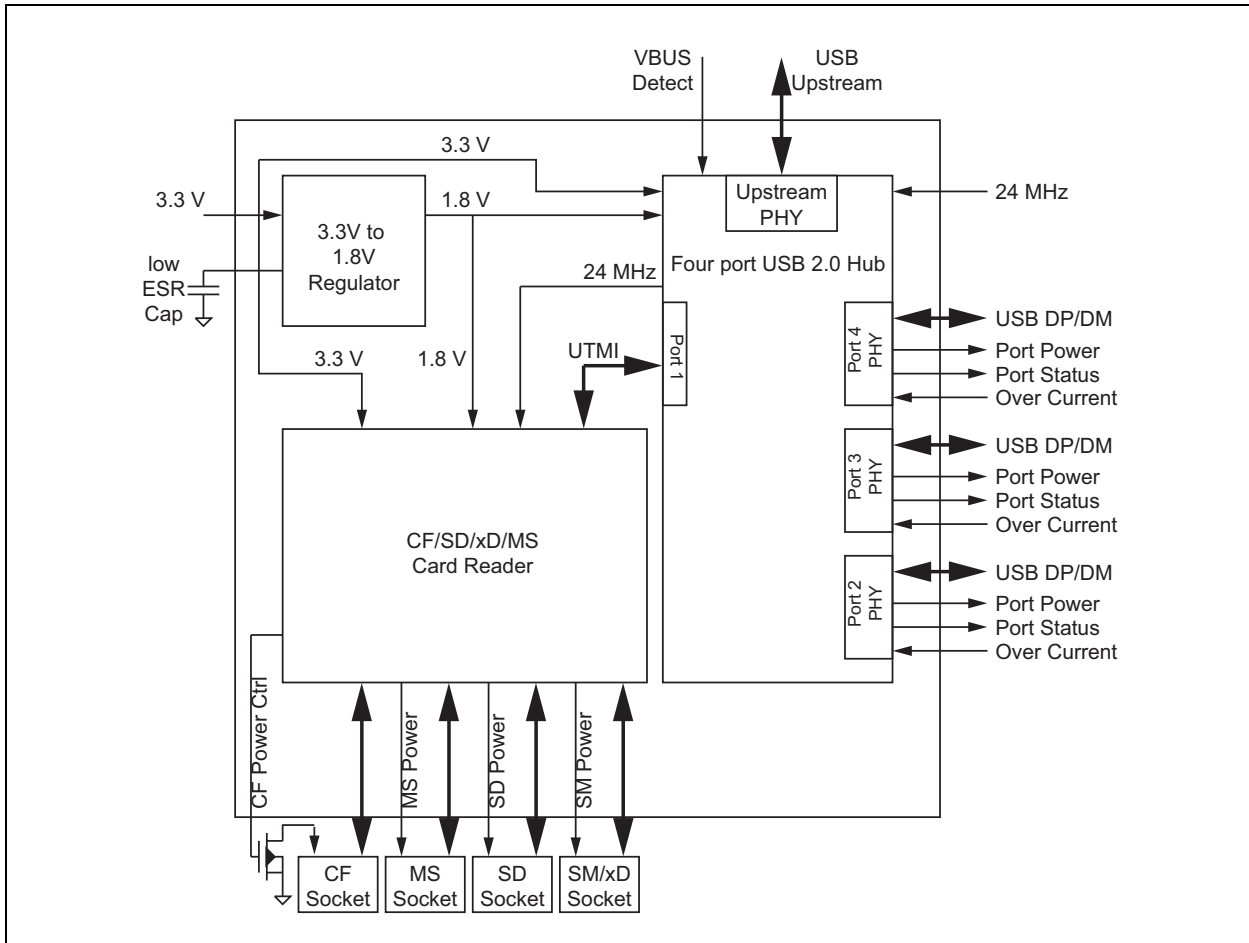 VBUS
Detect
USB
Upstream
3.3 V
3.3 V
1.8 V
3.3V to
1.8V
Regulator
low
ESR
Cap
Upstream
PHY
24 MHz
Four port USB 2.0 Hub
24 MHz
3.3 V
1.8 V
UTMI
Port 1
Port 4
PHY
USB DP/DM
Port Power
Port Status
Over Current
Port 3
PHY
USB DP/DM
Port Power
Port Status
Over Current
Port 2
PHY
USB DP/DM
Port Power
Port Status
Over Current
CF/SD/xD/MS
Card Reader
CF Power Ctrl
MS Power
SD Power
SM Power
CF
Socket
MS
Socket
SD
Socket
SM/xD
Socket